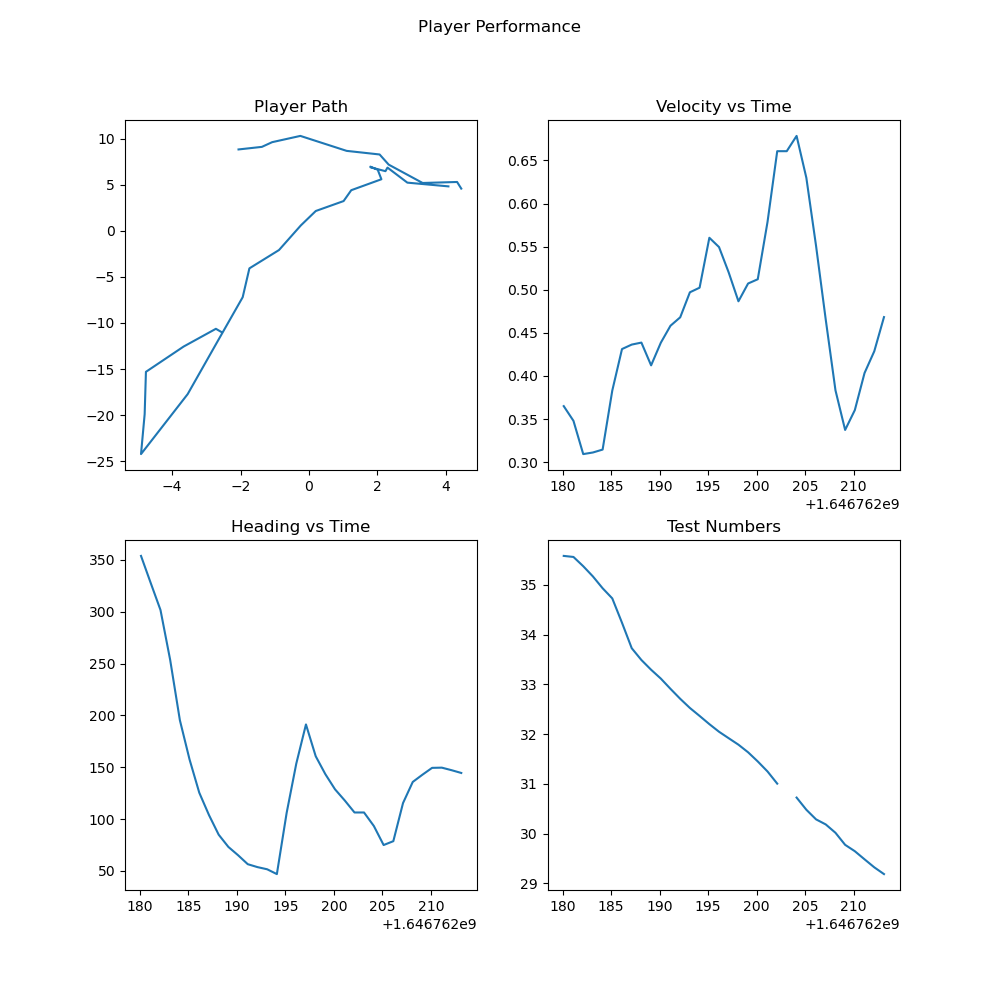 Player Performance
Player Path
10
5
0
−5
−10
−15
−20
−25
−4 −2 0 2 4
Velocity vs Time
0.65
0.60
0.55
0.50
0.45
0.40
0.35
0.30
180 185 190 195 200 205 210
+1.646762e9
Heading vs Time
350
300
250
200
150
100
50
180 185 190 195 200 205 210
+1.646762e9
Test Numbers
35
34
33
32
31
30
29
180 185 190 195 200 205 210
+1.646762e9